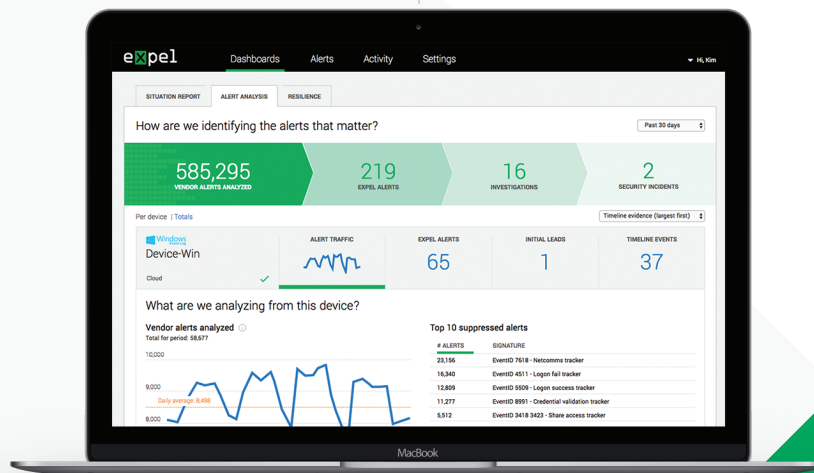 expel Dashboards Alerts Activity Settings Hi, Kim
SITUATION REPORT ALERT ANALYSIS RESILIENCE
How are we identifying the alerts that matter? Past 30 days
585,295 219 16 2
VENDOR ALERTS ANALYZED EXPEL ALERTS INVESTIGATIONS SECURITY INCIDENTS
Per device | Totals Timeline evidence (largest first)
Windows ALERT TRAFFIC EXPEL ALERTS INITIAL LEADS TIMELINE EVENTS
Device-Win 65 1 37
Cloud
What are we analyzing from this device?
Vendor alerts analyzed Top 10 suppressed alerts
Total for period: 58,677
# ALERTS SIGNATURE
10,000
23,156 EventID 7618 - Netcomms tracker
16,340 EventID 4511 - Logon fail tracker
9,000
12,809 EventID 5509 - Logon success tracker
Daily average: 8,498
11,277 EventID 8991 - Credential validation tracker
8,000
5,512 EventID 3418 3423 - Share access tracker
MacBook